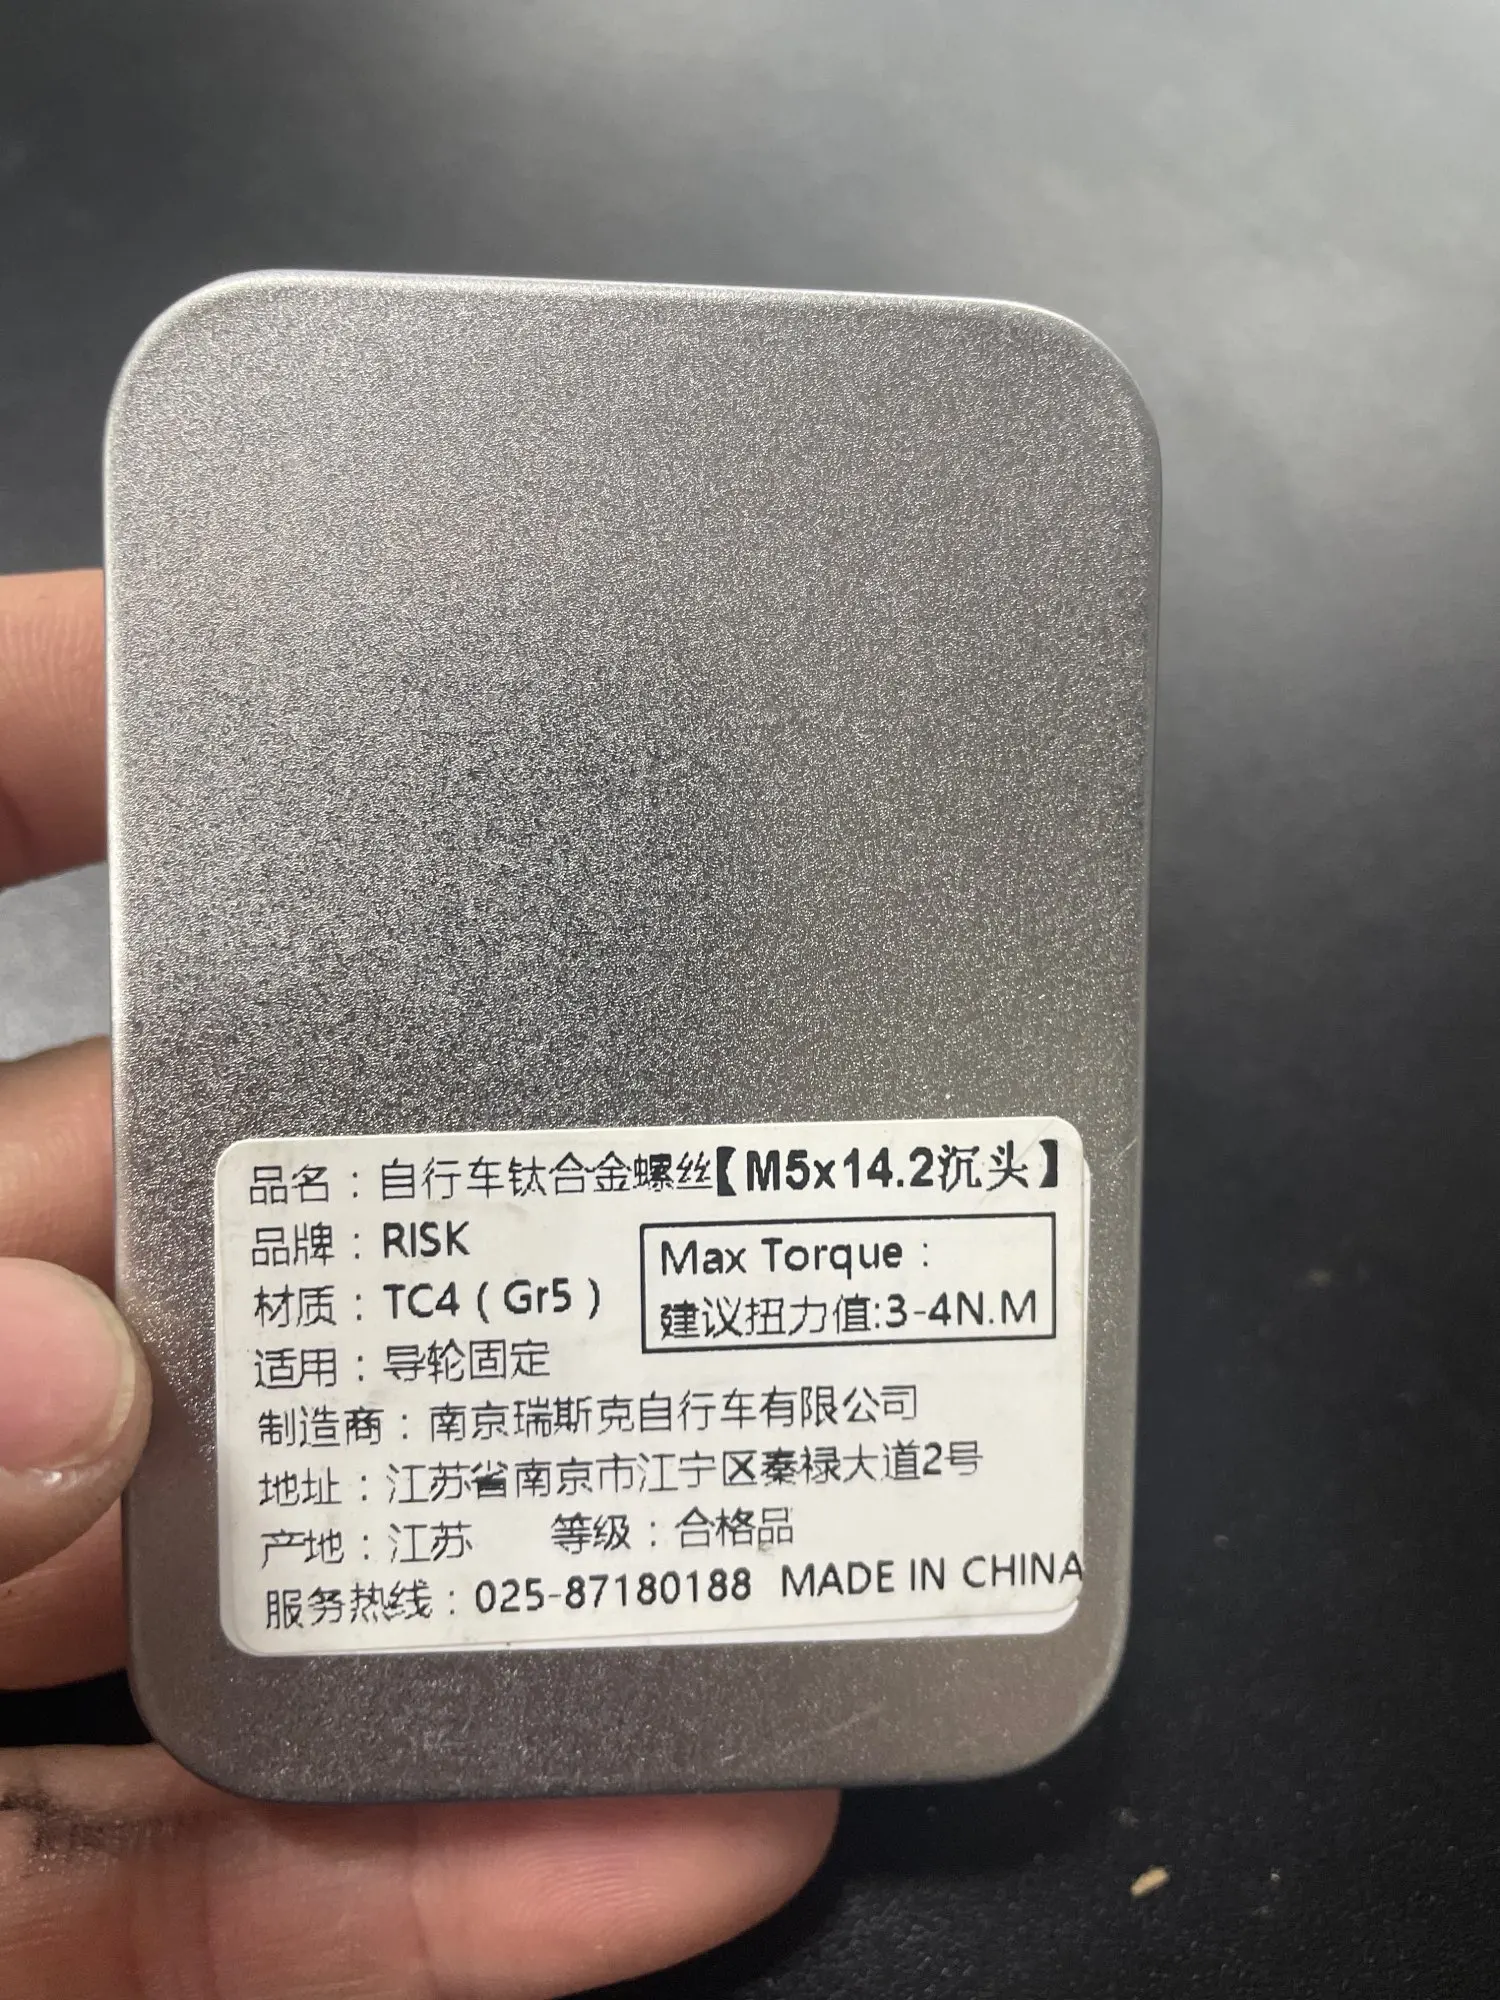 品名：自行车钛合金螺丝【M5x14.2沉头】
品牌：RISK
材质：TC4（Gr5）
Max Torque：
建议扭力值:3-4N.M
适用：导轮固定
制造商：南京瑞斯克自行车有限公司
地址：江苏省南京市江宁区秦禄大道2号
产地：江苏 等级：合格品
服务热线：025-87180188 MADE IN CHINA